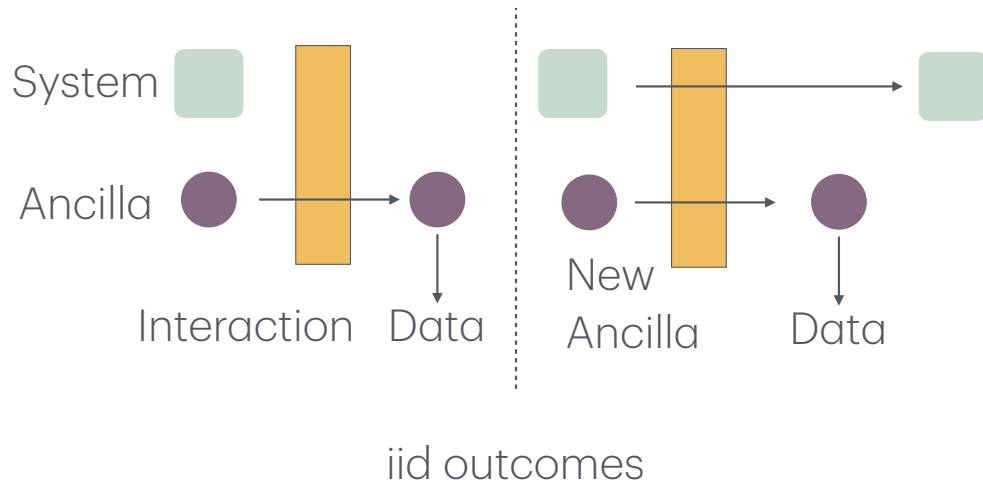 System
Ancilla
Interaction
Data
New
Ancilla
Data
iid outcomes